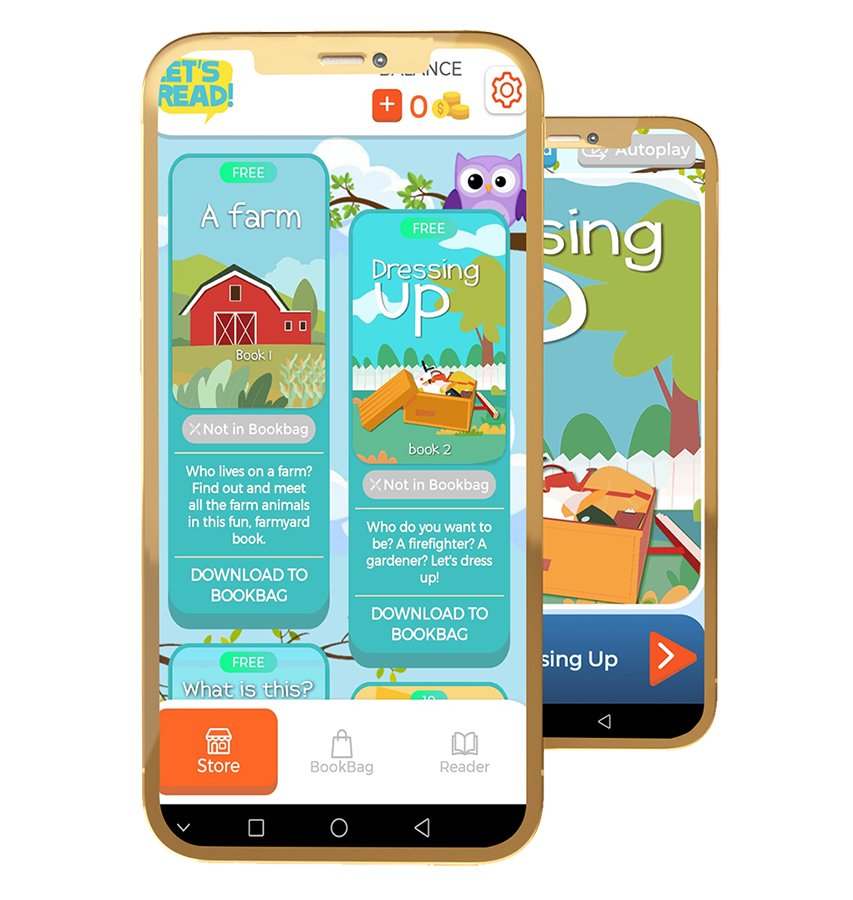 LET'S
READ!
BALANCE
0
FREE
A farm
Book 1
Not in Bookbag
Who lives on a farm?
Find out and meet
all the farm animals
in this fun, farmyard
book.
DOWNLOAD TO
BOOKBAG
FREE
Dressing
up
book 2
Not in Bookbag
Who do you want to
be? A firefighter? A
gardener? Let's dress
up!
DOWNLOAD TO
BOOKBAG
FREE
What is this?
10
Store
BookBag
Reader
Autoplay
sing
sing Up